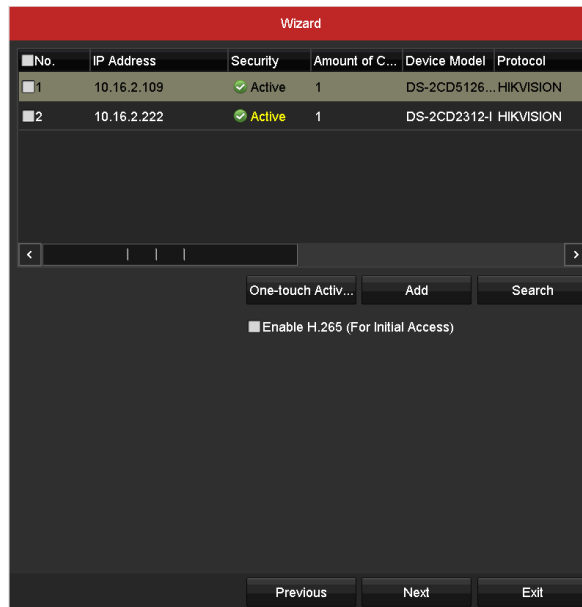 Wizard
No. IP Address Security Amount of C... Device Model Protocol
1 10.16.2.109 Active 1 DS-2CD5126... HIKVISION
2 10.16.2.222 Active 1 DS-2CD2312-I HIKVISION
One-touch Activ... Add Search
Enable H.265 (For Initial Access)
Previous Next Exit